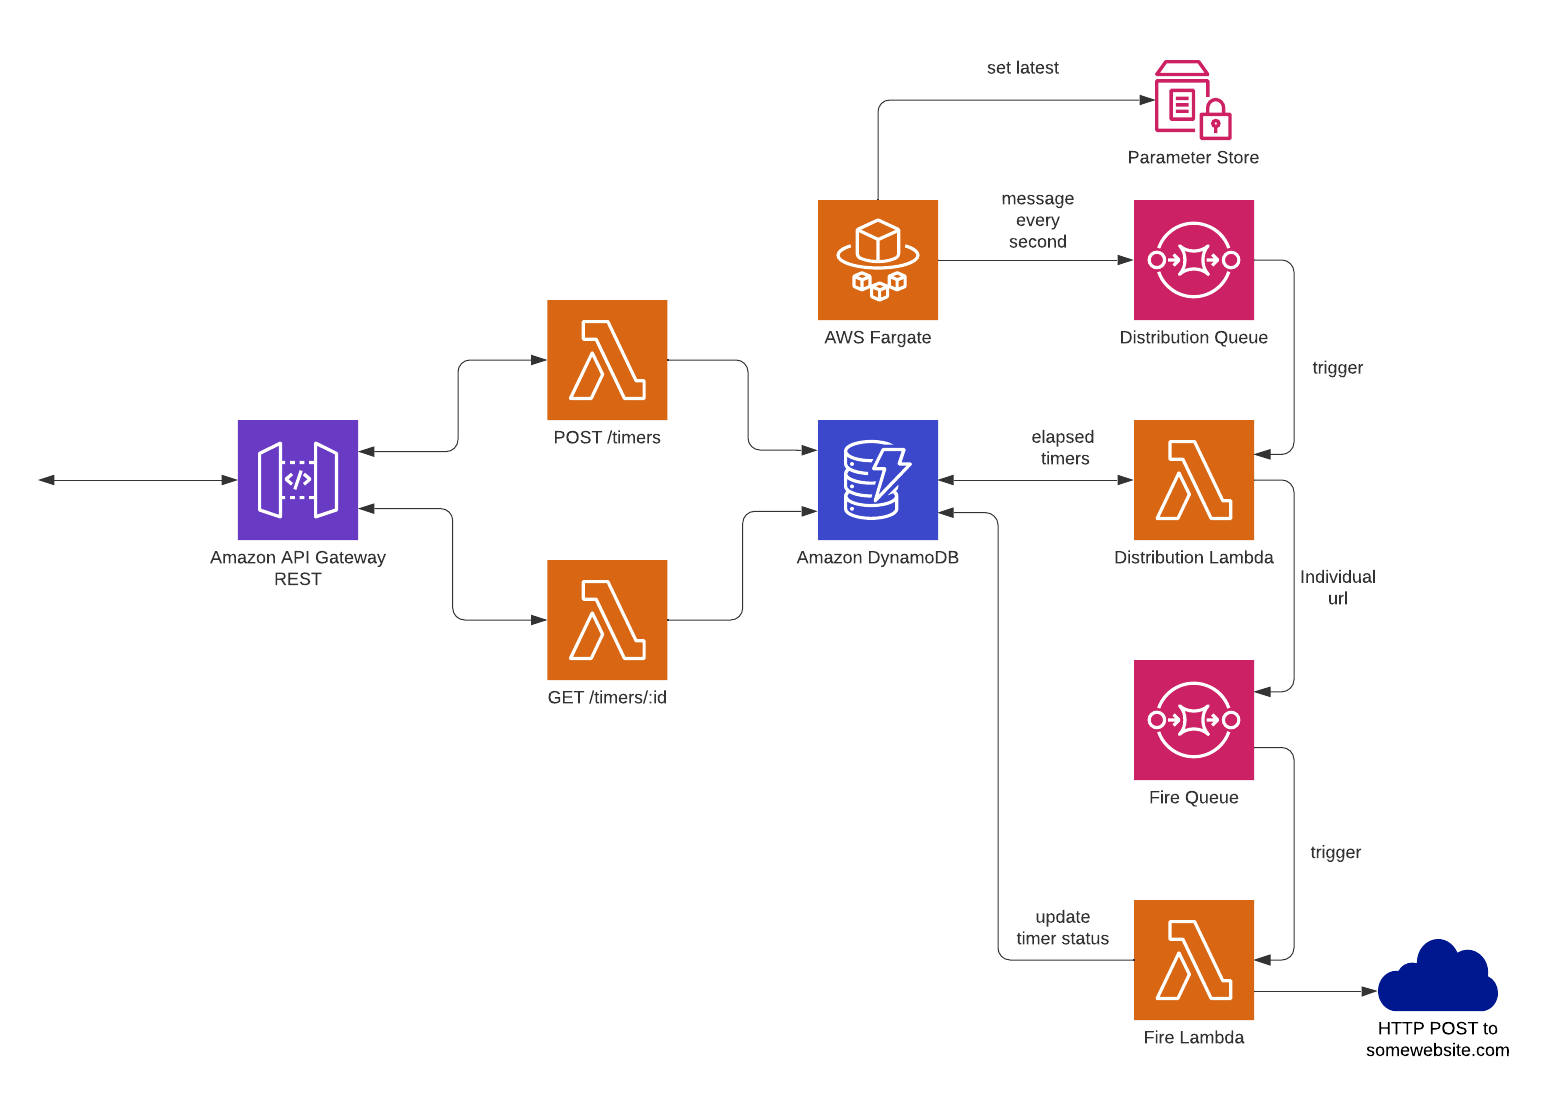 set latest
Parameter Store
message
every
second
AWS Fargate
Distribution Queue
trigger
POST /timers
elapsed
timers
Amazon API Gateway
REST
Amazon DynamoDB
Distribution Lambda
Individual
url
GET /timers/:id
Fire Queue
trigger
update
timer status
Fire Lambda
HTTP POST to
somewebsite.com